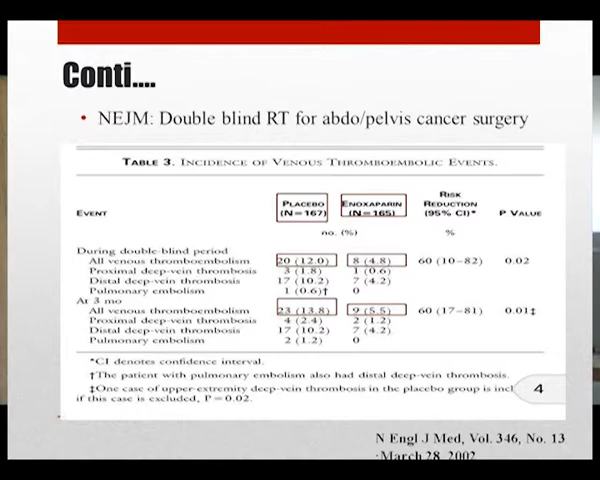 Conti....
• NEJM: Double blind RT for abdo/pelvis cancer surgery
TABLE 3. INCIDENCE OF VENOUS THROMBOEMBOLIC EVENTS.
EVENT PLACEBO (N=167) ENOXAPARIN (N=165) RISK REDUCTION (95% CI)* P VALUE
no. (%) %
During double-blind period
All venous thromboembolism 20 (12.0) 8 (4.8) 60 (10–82) 0.02
Proximal deep-vein thrombosis 3 (1.8) 1 (0.6)
Distal deep-vein thrombosis 17 (10.2) 7 (4.2)
Pulmonary embolism 1 (0.6)† 0
At 3 mo
All venous thromboembolism 23 (13.8) 9 (5.5) 60 (17–81) 0.01‡
Proximal deep-vein thrombosis 4 (2.4) 2 (1.2)
Distal deep-vein thrombosis 17 (10.2) 7 (4.2)
Pulmonary embolism 2 (1.2) 0
*CI denotes confidence interval.
†The patient with pulmonary embolism also had distal deep-vein thrombosis.
‡One case of upper-extremity deep-vein thrombosis in the placebo group is incl
if this case is excluded, P=0.02.
4
N Engl J Med, Vol. 346, No. 13
·March 28, 2002